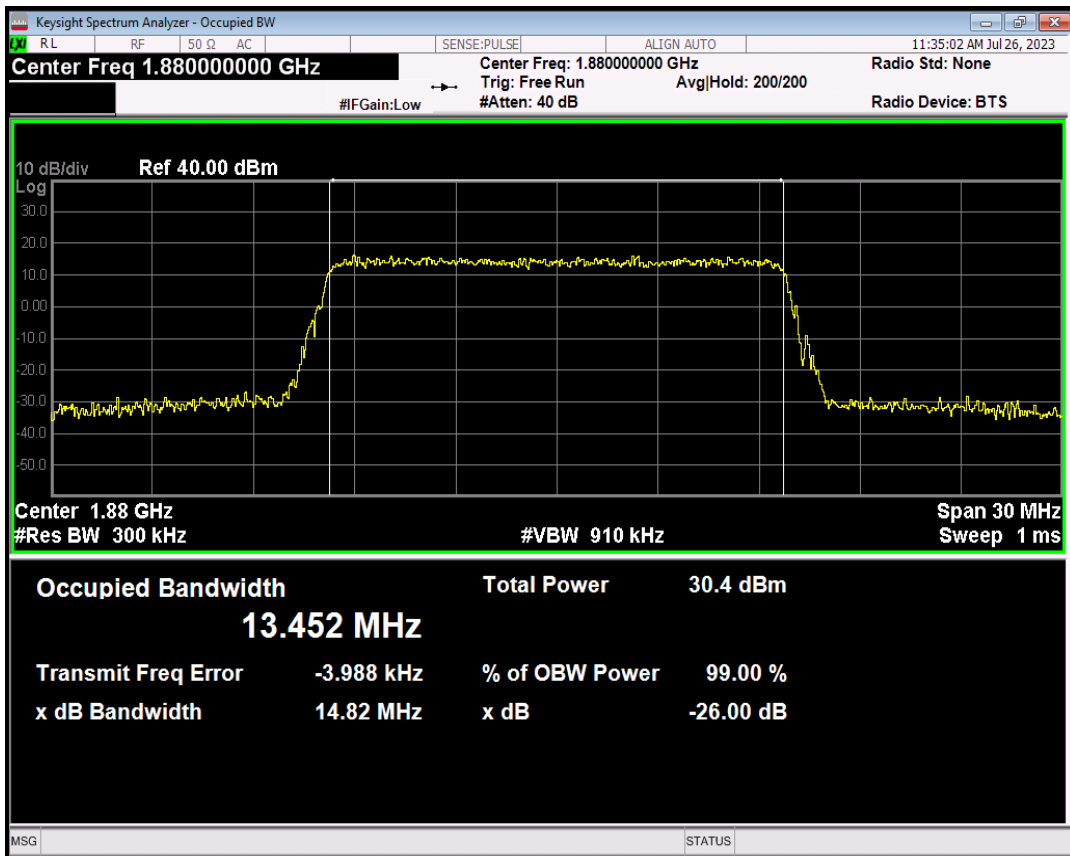 Keysight Spectrum Analyzer - Occupied BW
LXI RL RF 50 Ω AC SENSE:PULSE ALIGN AUTO 11:35:02 AM Jul 26, 2023
Center Freq 1.880000000 GHz Center Freq: 1.880000000 GHz Radio Std: None
Trig: Free Run Avg|Hold: 200/200
#IFGain:Low #Atten: 40 dB Radio Device: BTS
10 dB/div Ref 40.00 dBm
Log
30.0
20.0
10.0
0.00
-10.0
-20.0
-30.0
-40.0
-50.0
Center 1.88 GHz Span 30 MHz
#Res BW 300 kHz #VBW 910 kHz Sweep 1 ms
Occupied Bandwidth Total Power 30.4 dBm
13.452 MHz
Transmit Freq Error -3.988 kHz % of OBW Power 99.00 %
x dB Bandwidth 14.82 MHz x dB -26.00 dB
MSG STATUS